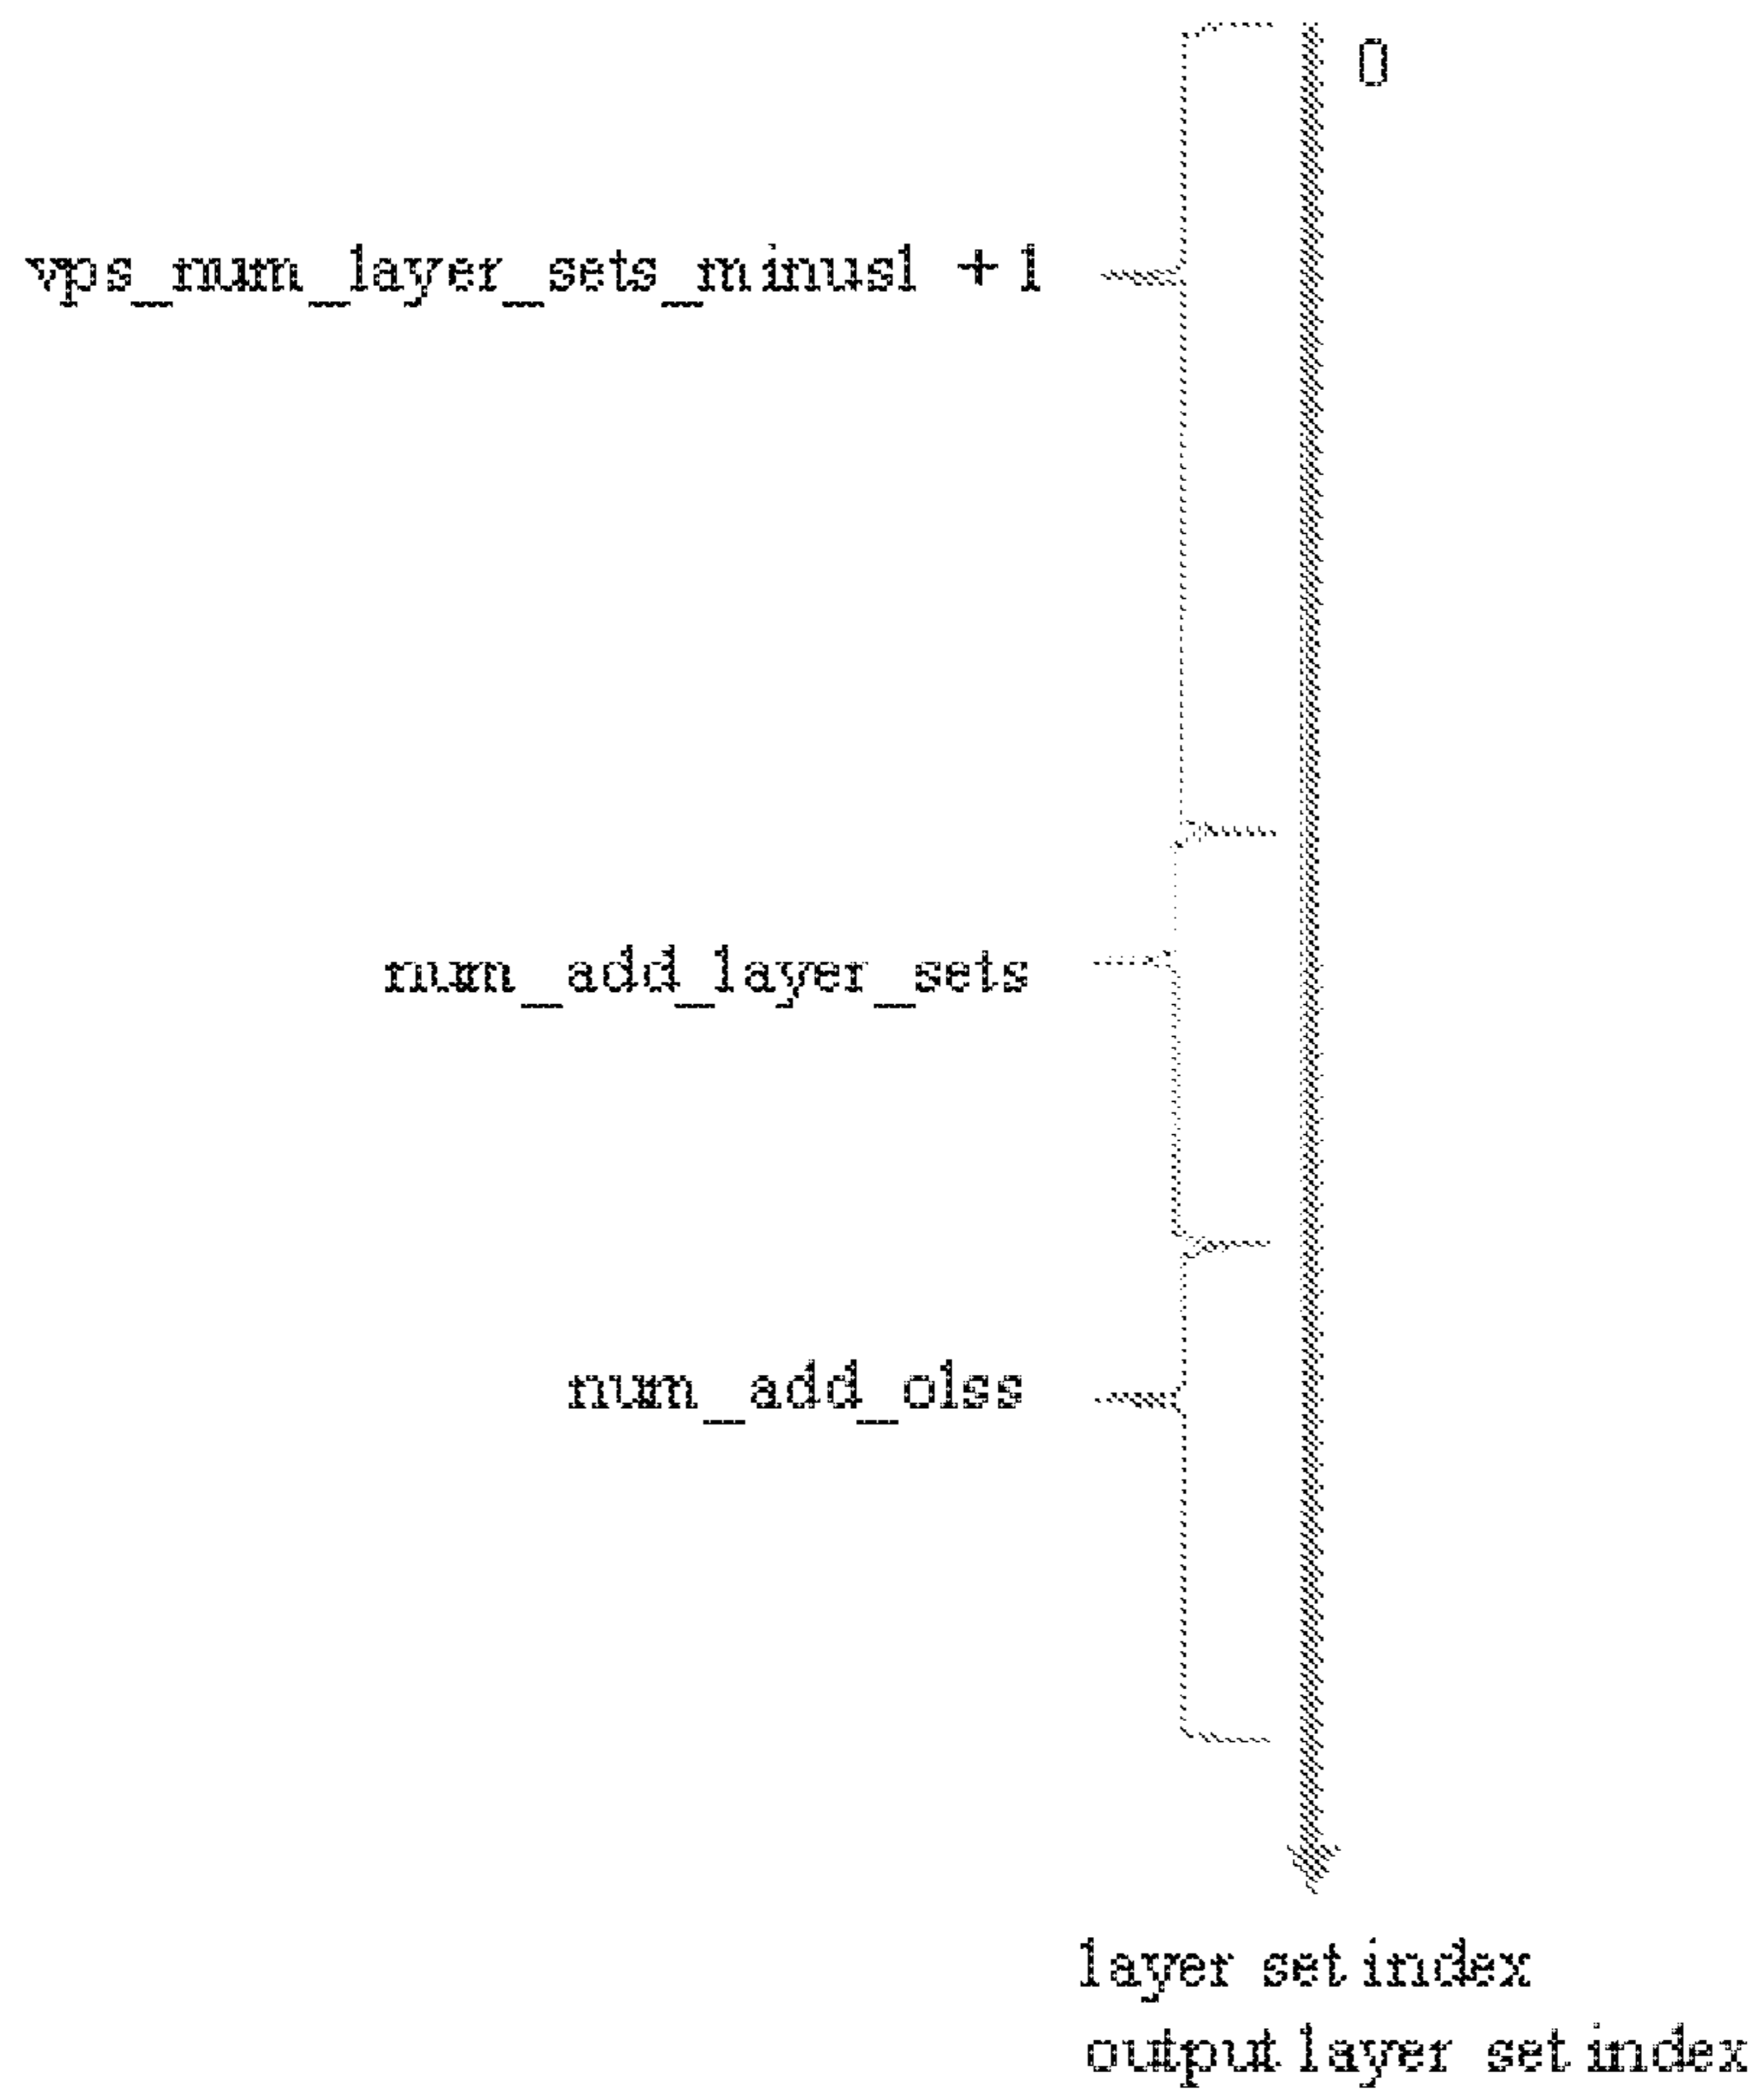 0
vps_num_layer_sets_minus1 + 1
num_add_layer_sets
num_add_olss
layer set index
output layer set index